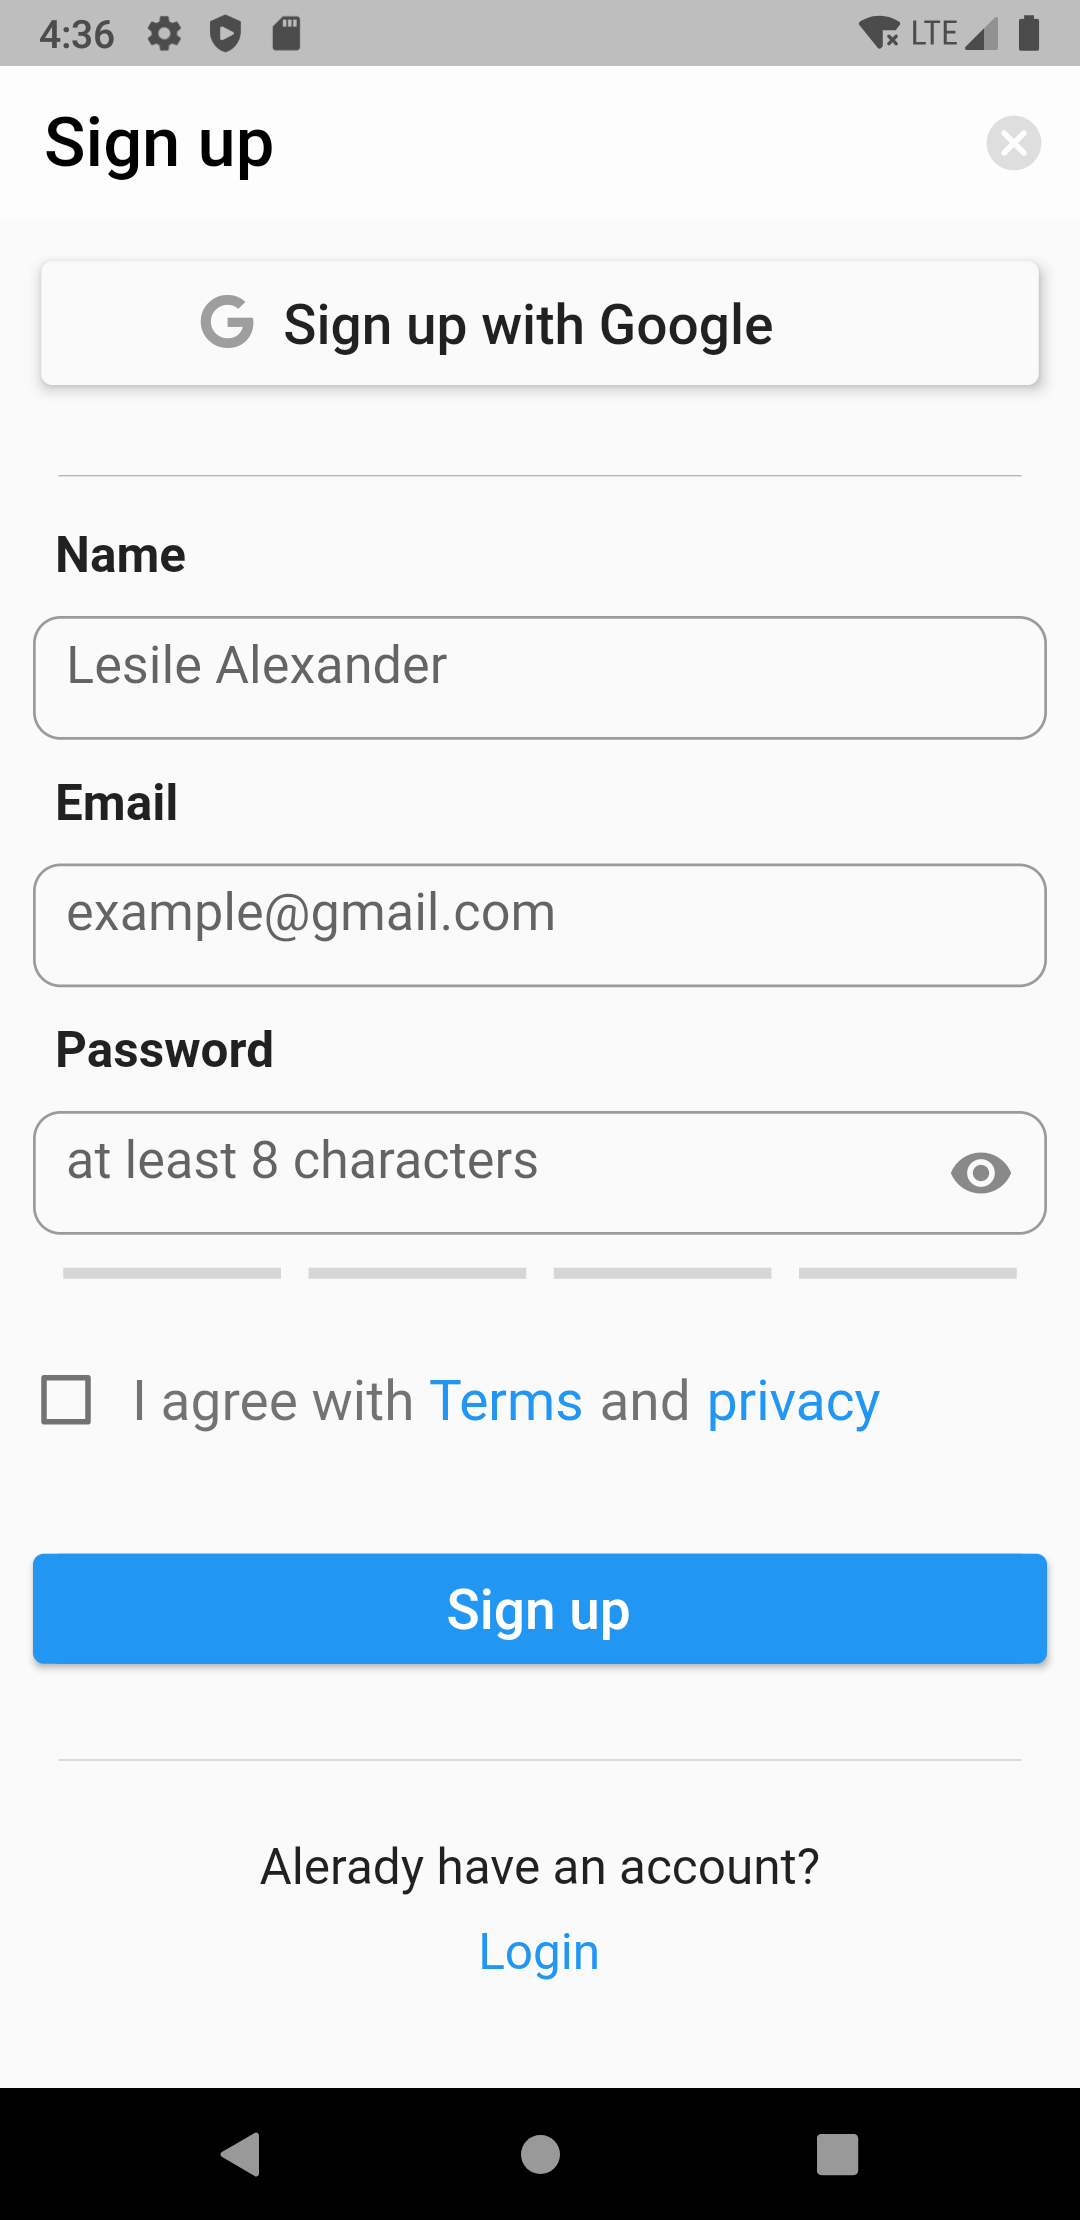 4:36 LTE
Sign up
Sign up with Google
Name
Lesile Alexander
Email
example@gmail.com
Password
at least 8 characters
I agree with Terms and privacy
Sign up
Alerady have an account?
Login